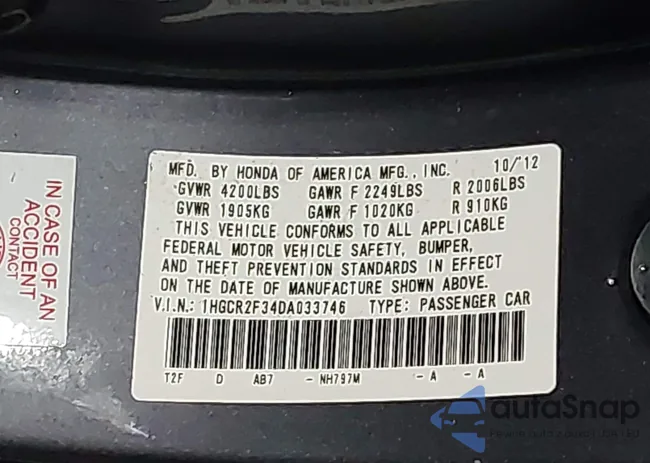 MFD. BY HONDA OF AMERICA MFG., INC. 10/'12
GVWR 4200LBS GAWR F 2249LBS R 2006LBS
GVWR 1905KG GAWR F 1020KG R 910KG
THIS VEHICLE CONFORMS TO ALL APPLICABLE
FEDERAL MOTOR VEHICLE SAFETY, BUMPER,
AND THEFT PREVENTION STANDARDS IN EFFECT
ON THE DATE OF MANUFACTURE SHOWN ABOVE.
V.I.N.: 1HGCR2F34DA033746 TYPE: PASSENGER CAR
T2F D AB7 - NH797M - A - A
IN CASE OF AN
ACCIDENT
CONTACT
autoSnap